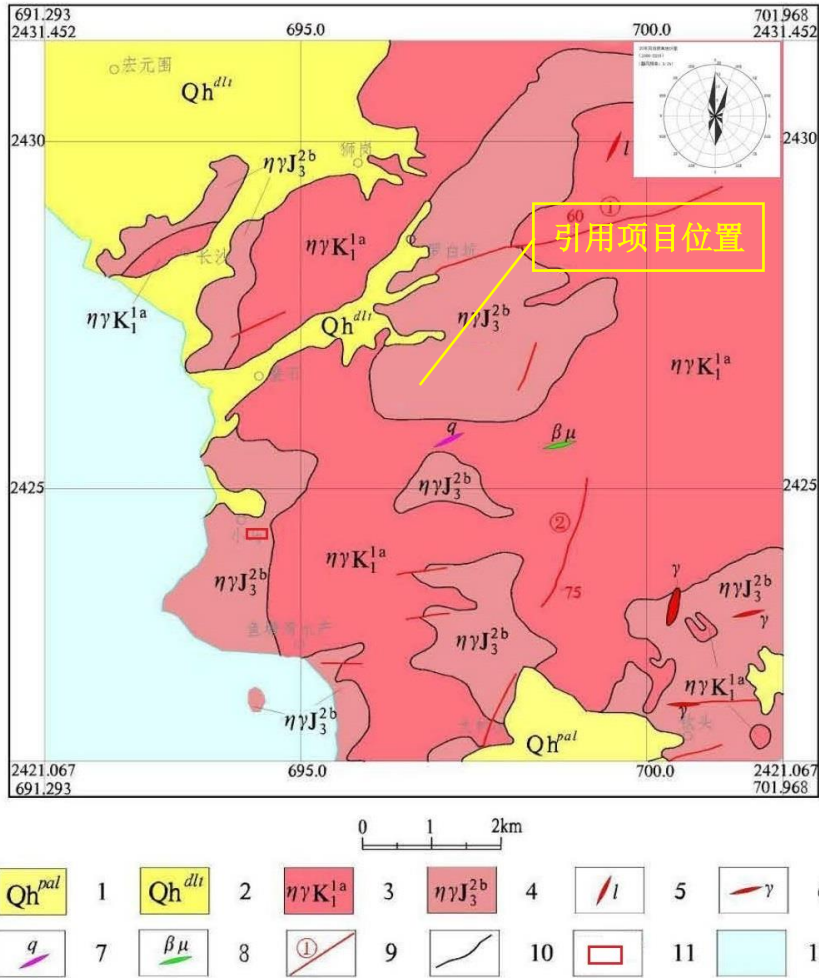 691.293
2431.452
695.0
700.0
701.968
2431.452
宏元围
Qhᵈˡᵗ
2430
2430
狮岗
ηγJ₃²ᵇ
l
60
①
引用项目位置
长沙
ηγK₁¹ᵃ
ηγK₁¹ᵃ
Qhᵈˡᵗ
ηγJ₃²ᵇ
ηγK₁¹ᵃ
q
βμ
2425
2425
ηγJ₃²ᵇ
②
ηγK₁¹ᵃ
ηγJ₃²ᵇ
75
γ
ηγJ₃²ᵇ
γ
ηγJ₃²ᵇ
ηγK₁¹ᵃ
γ
ηγJ₃²ᵇ
Qhᵖᵃˡ
2421.067
691.293
695.0
700.0
2421.067
701.968
0 1 2km
Qhᵖᵃˡ 1 Qhᵈˡᵗ 2 ηγK₁¹ᵃ 3 ηγJ₃²ᵇ 4 l 5 γ
q 7 βμ 8 ① 9 10 11 1